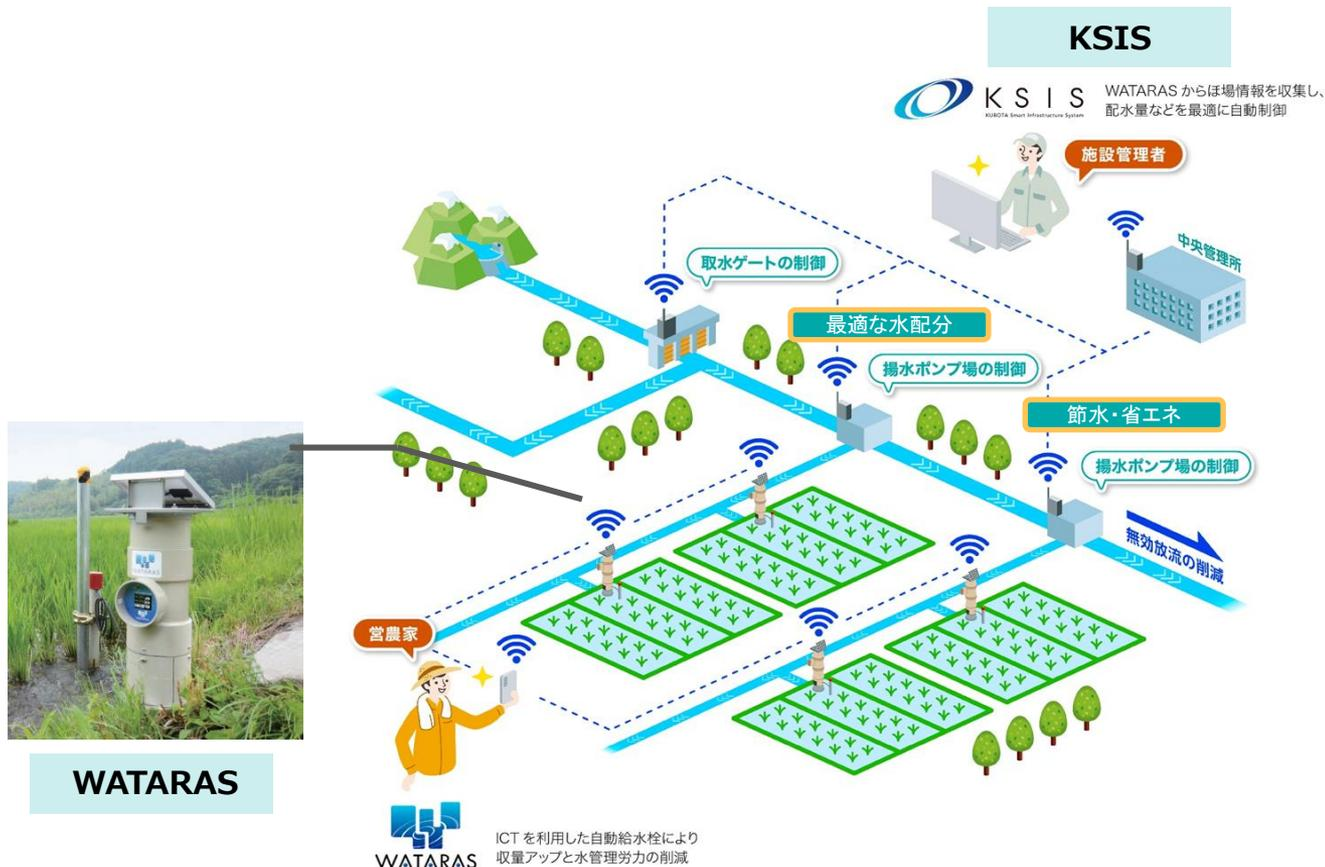 KSIS
KSIS
KUBOTA Smart Infrastructure System
WATARAS からほ場情報を収集し、
配水量などを最適に自動制御
施設管理者
中央管理所
取水ゲートの制御
最適な水配分
揚水ポンプ場の制御
節水・省エネ
揚水ポンプ場の制御
無効放流の削減
WATARAS
営農家
WATARAS
WATARAS
ICT を利用した自動給水栓により
収量アップと水管理労力の削減